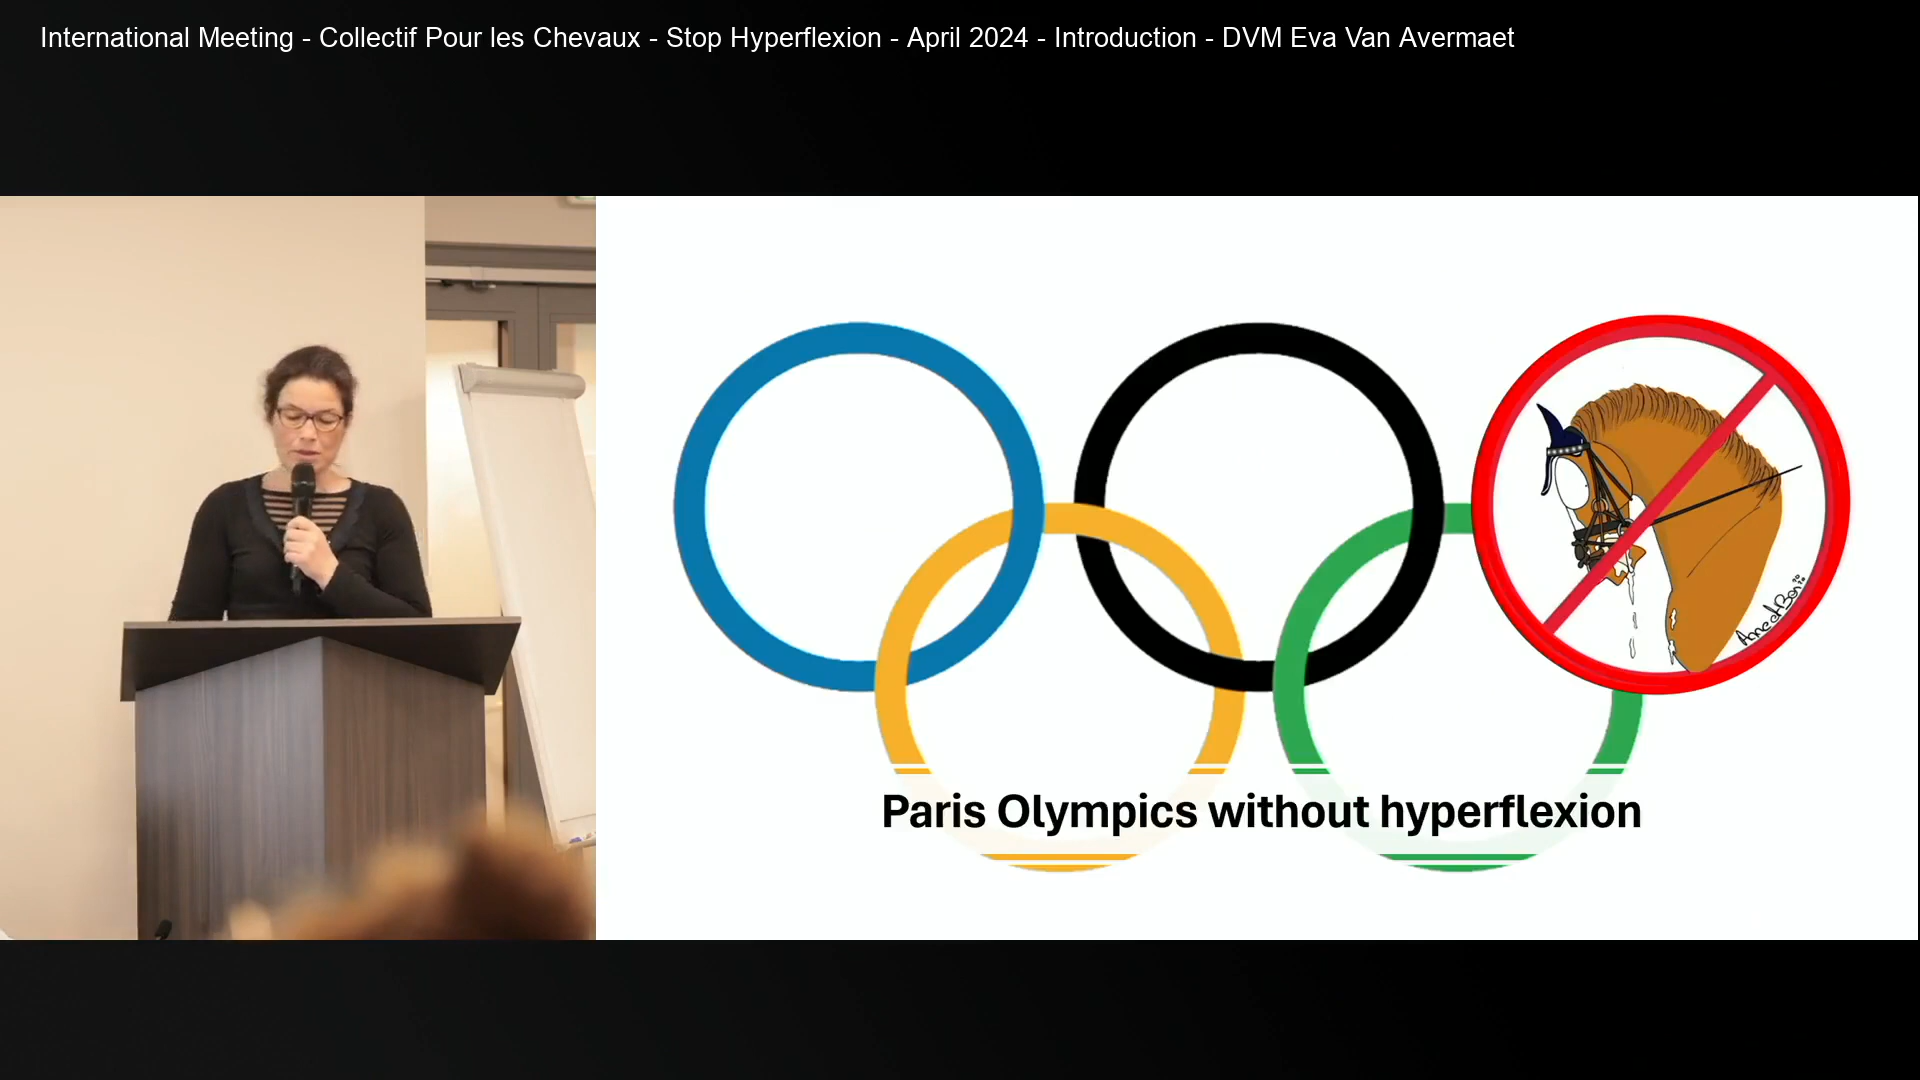 International Meeting - Collectif Pour les Chevaux - Stop Hyperflexion - April 2024 - Introduction - DVM Eva Van Avermaet
Paris Olympics without hyperflexion